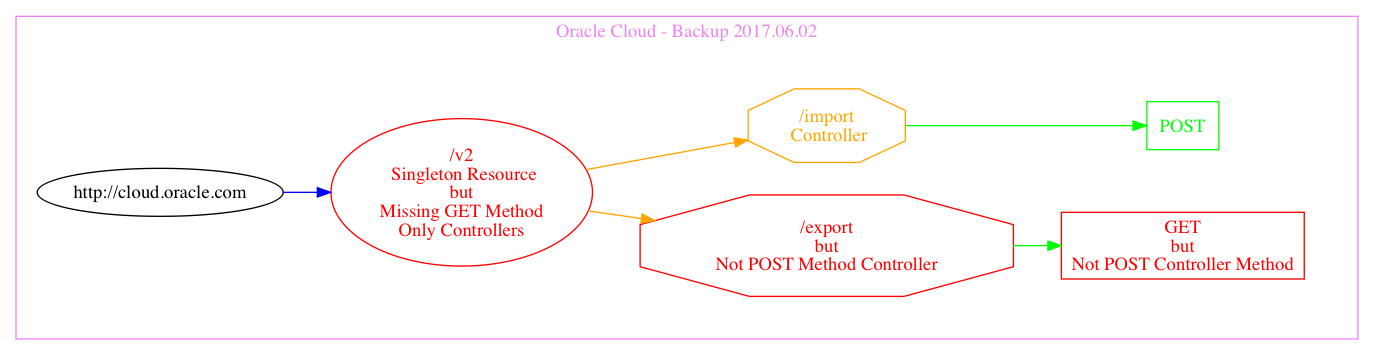 Oracle Cloud - Backup 2017.06.02
http://cloud.oracle.com
/v2
Singleton Resource
but
Missing GET Method
Only Controllers
/import
Controller
POST
/export
but
Not POST Method Controller
GET
but
Not POST Controller Method